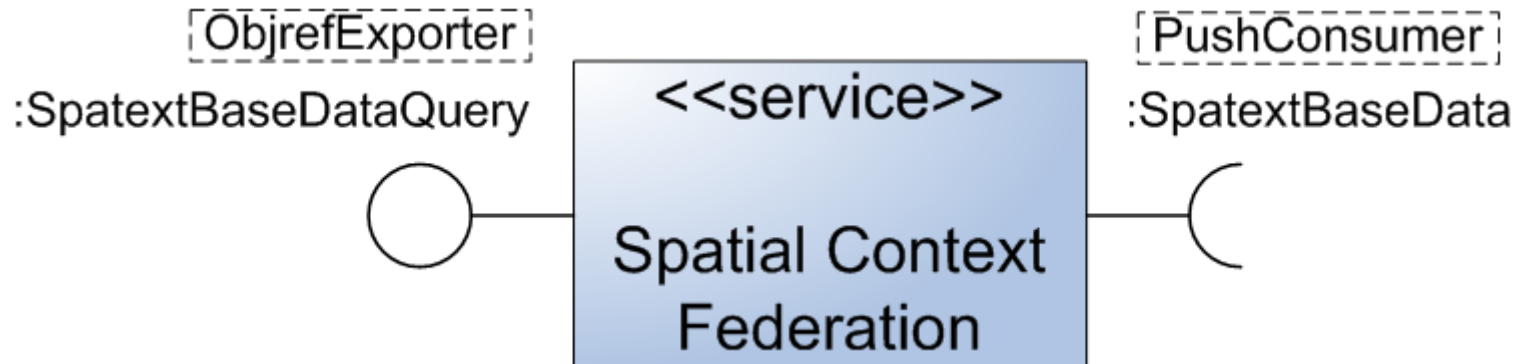 ObjrefExporter
:SpatextBaseDataQuery
<<service>>
Spatial Context
Federation
PushConsumer
:SpatextBaseData